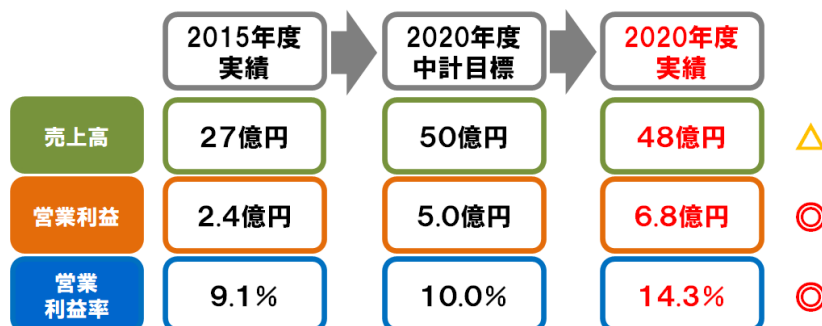 2015年度
実績
2020年度
中計目標
2020年度
実績
売上高
27億円
50億円
48億円
△
営業利益
2.4億円
5.0億円
6.8億円
◎
営業
利益率
9.1%
10.0%
14.3%
◎